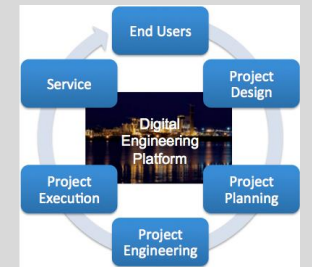 End Users
Project
Design
Project
Planning
Project
Engineering
Project
Execution
Service
Digital
Engineering
Platform